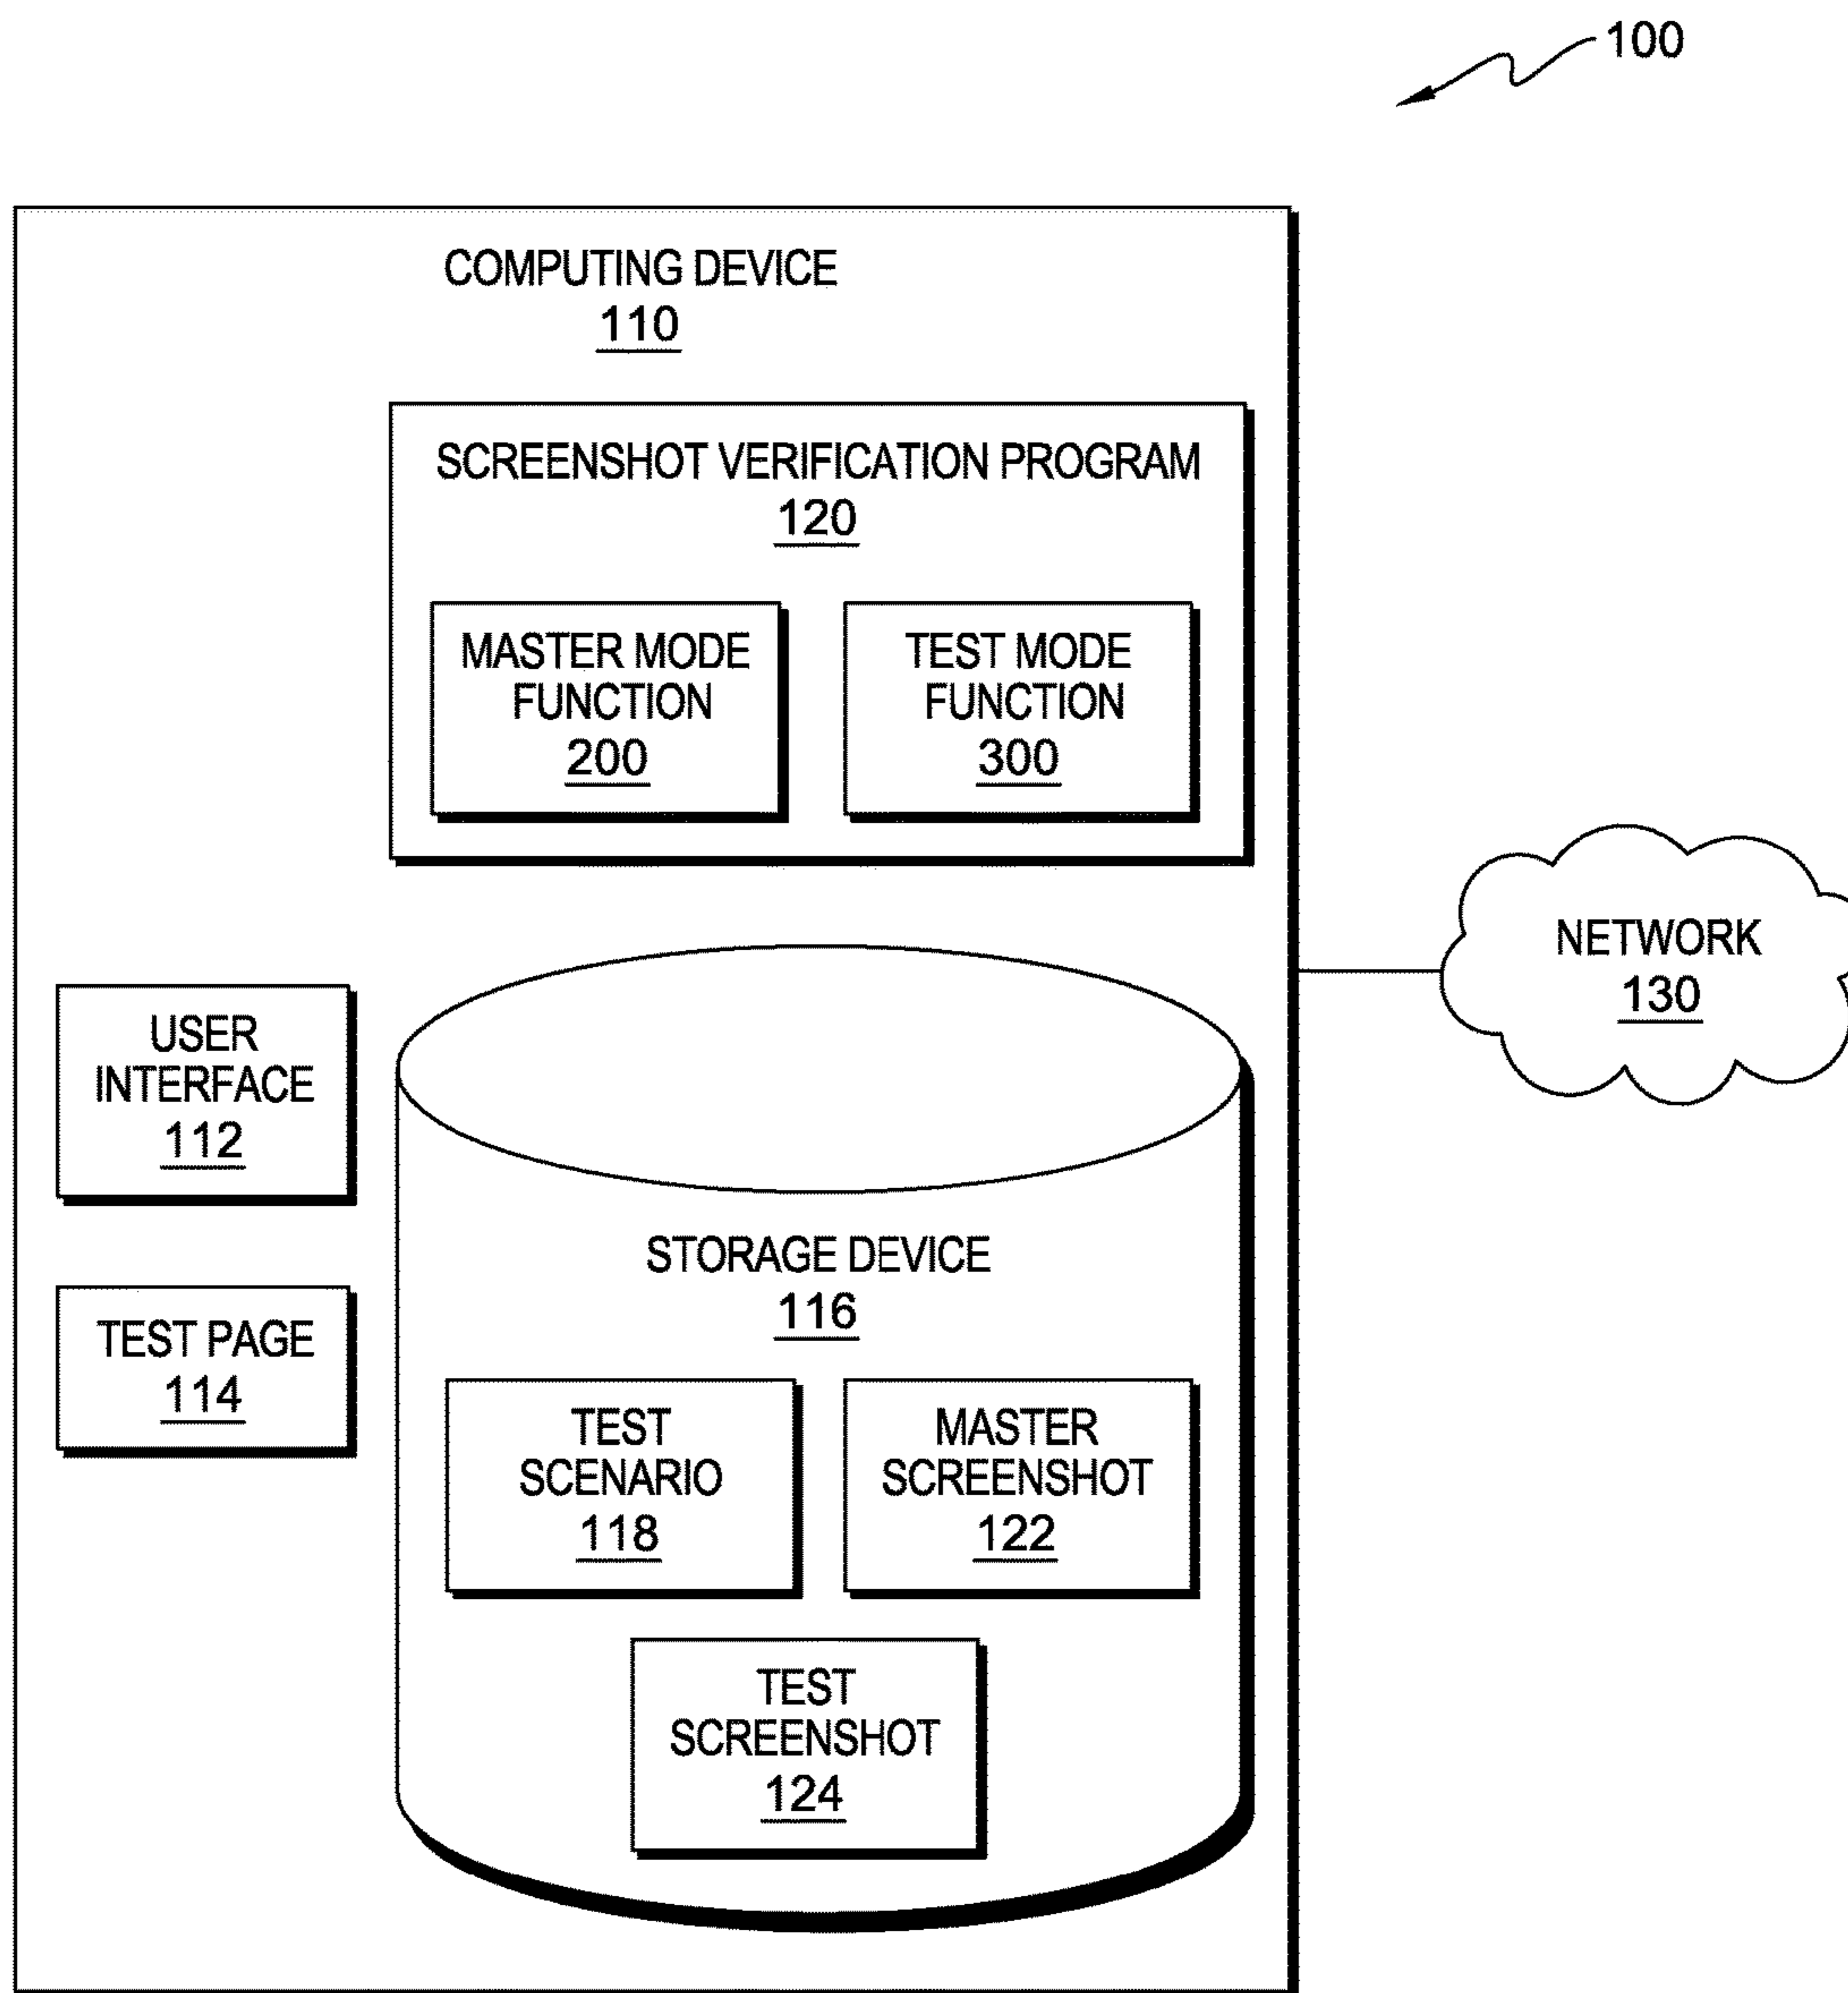 100
COMPUTING DEVICE
110
SCREENSHOT VERIFICATION PROGRAM
120
MASTER MODE
FUNCTION
200
TEST MODE
FUNCTION
300
NETWORK
130
USER
INTERFACE
112
TEST PAGE
114
STORAGE DEVICE
116
TEST
SCENARIO
118
MASTER
SCREENSHOT
122
TEST
SCREENSHOT
124